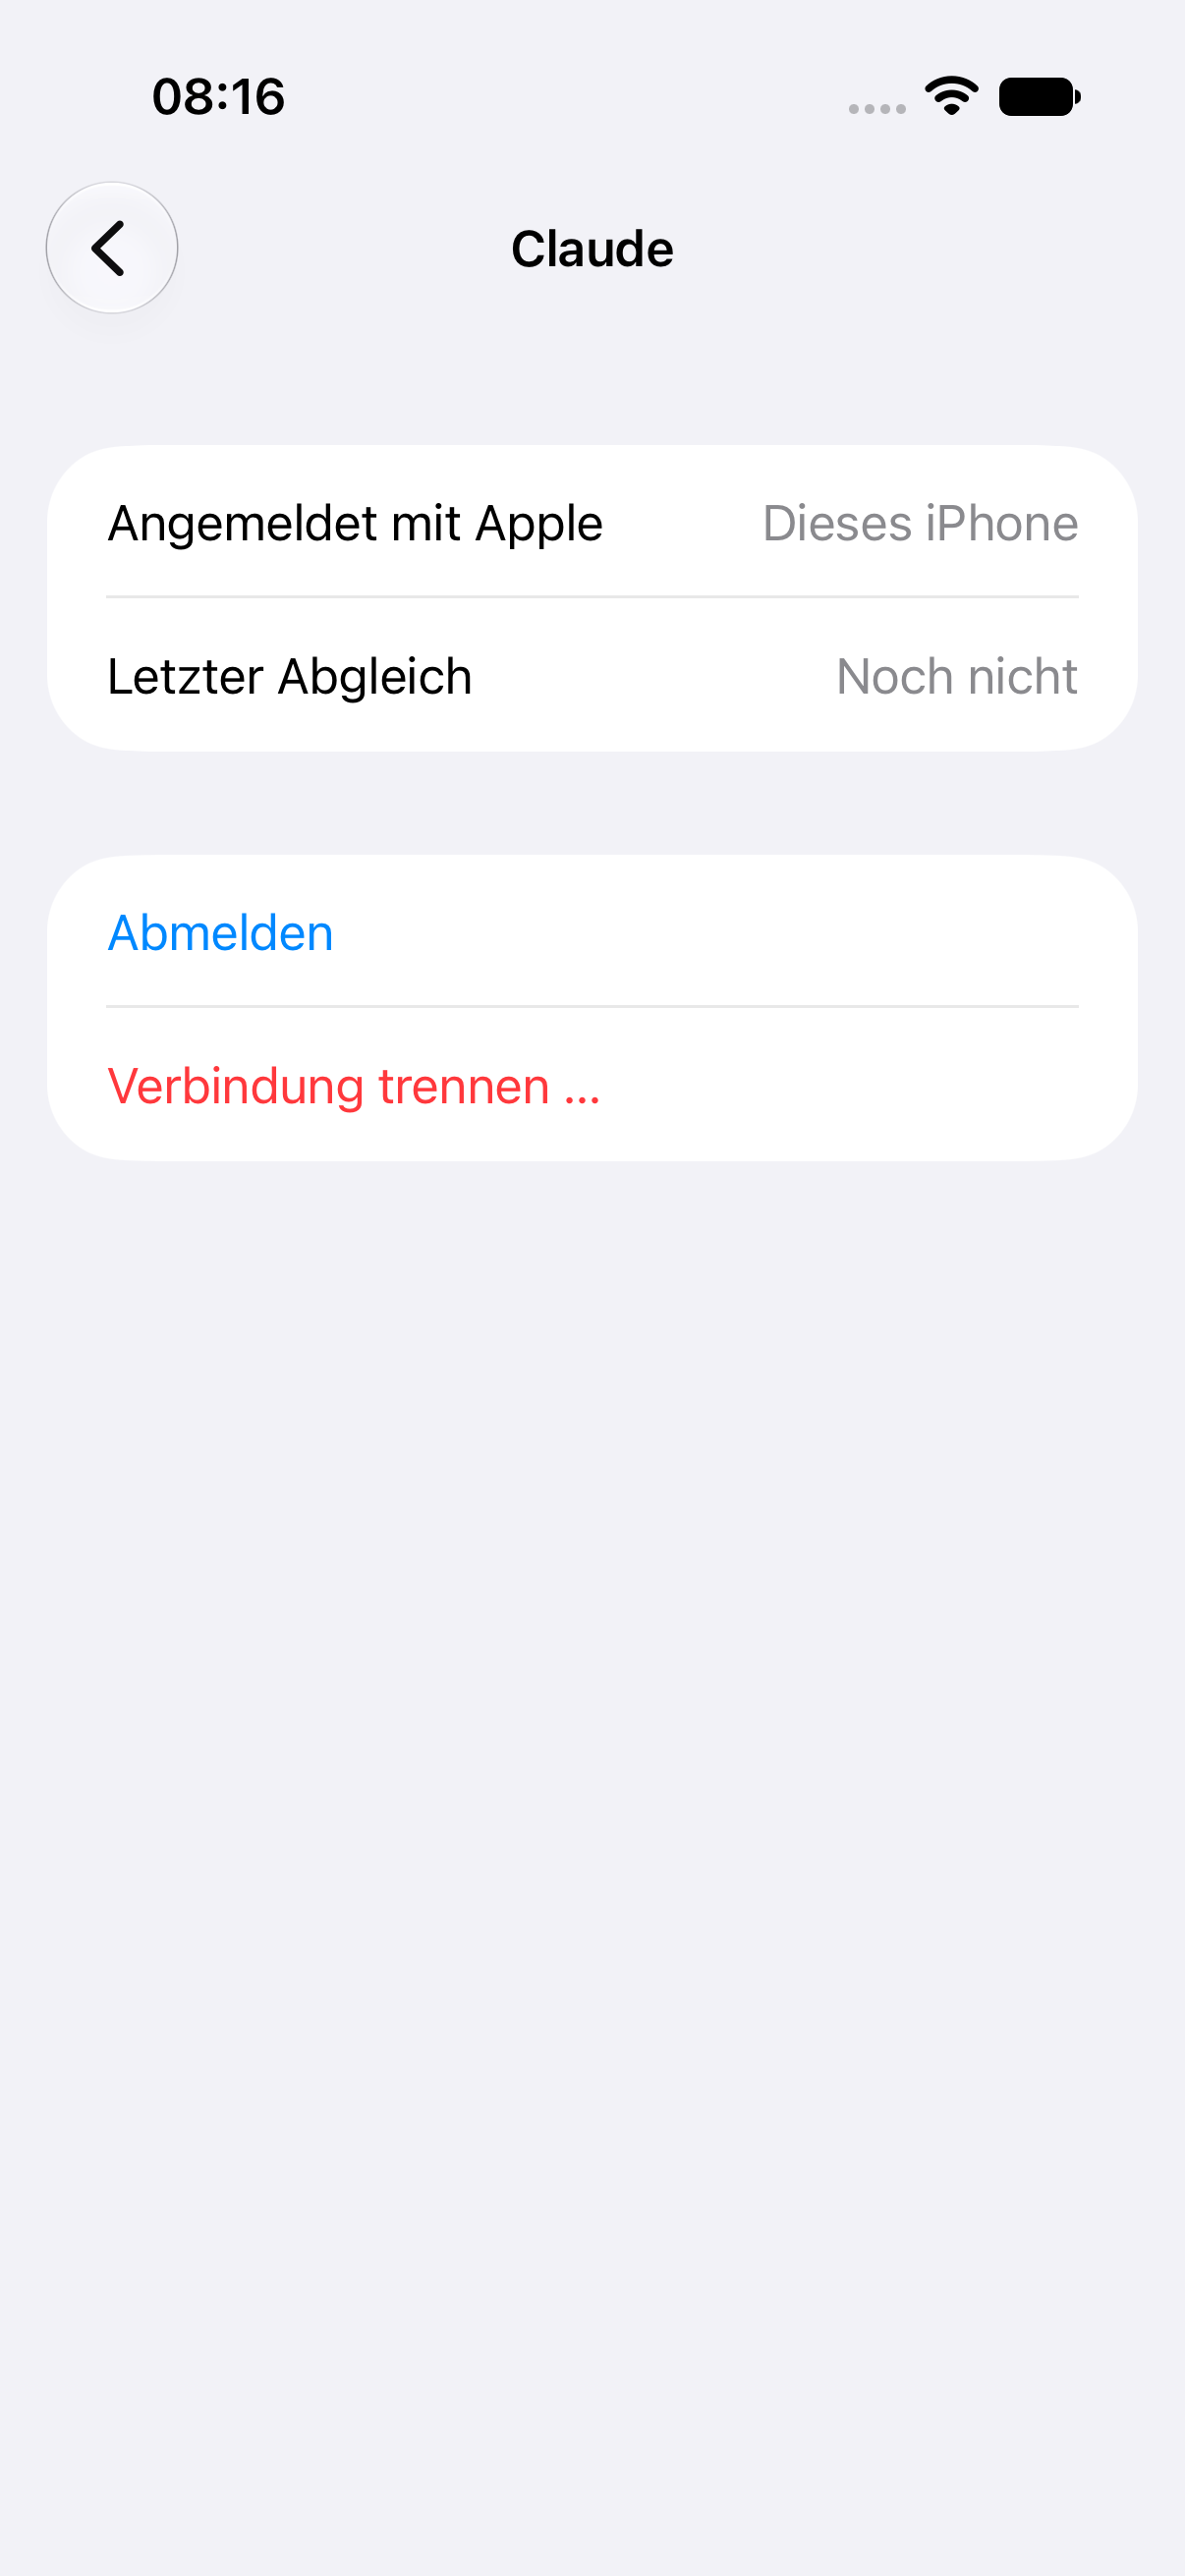 08:16
Claude
Angemeldet mit Apple Dieses iPhone
Letzter Abgleich Noch nicht
Abmelden
Verbindung trennen ...